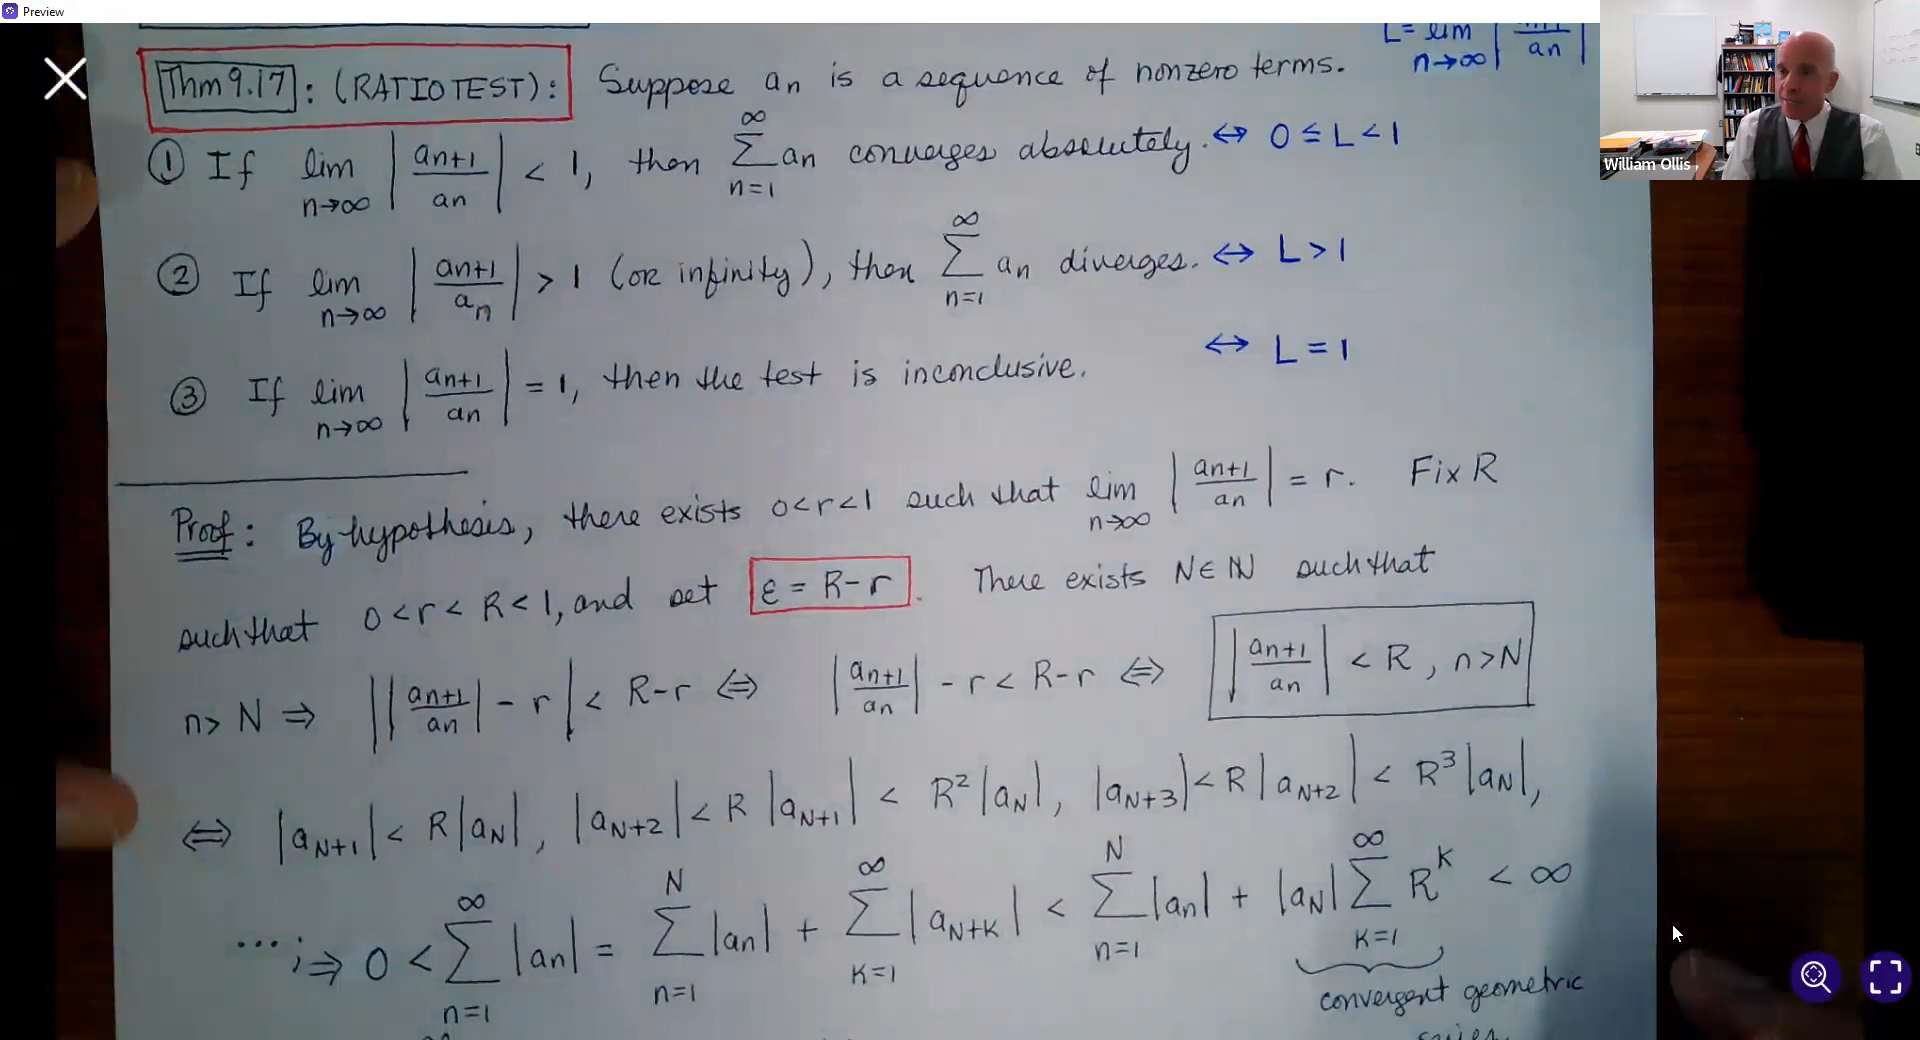 Preview
L = lim n→∞ | an+1/an |
Thm 9.17 : (RATIO TEST): Suppose an is a sequence of nonzero terms.
① If lim n→∞ | an+1/an | < 1, then ∞ Σ n=1 an converges absolutely. ⇔ 0 ≤ L < 1
William Ollis
② If lim n→∞ | an+1/an | > 1 (or infinity), then ∞ Σ n=1 an diverges. ⇔ L > 1
③ If lim n→∞ | an+1/an | = 1, then the test is inconclusive. ⇔ L = 1
Proof: By hypothesis, there exists 0<r<1 such that lim n→∞ | an+1/an | = r. Fix R
such that 0<r<R<1, and set ε = R-r. There exists N∈ℕ such that
n > N ⇒ | |an+1/an| - r | < R-r ⇔ |an+1/an| - r < R-r ⇔ |an+1/an| < R, n>N
⇔ |aN+1| < R|aN|, |aN+2| < R |aN+1| < R² |aN|, |aN+3| < R |aN+2| < R³ |aN|,
...; ⇒ 0 < ∞ Σ n=1 |an| = N Σ n=1 |an| + ∞ Σ K=1 |aN+K| < N Σ n=1 |an| + |aN| ∞ Σ K=1 R^K < ∞
convergent geometric
series